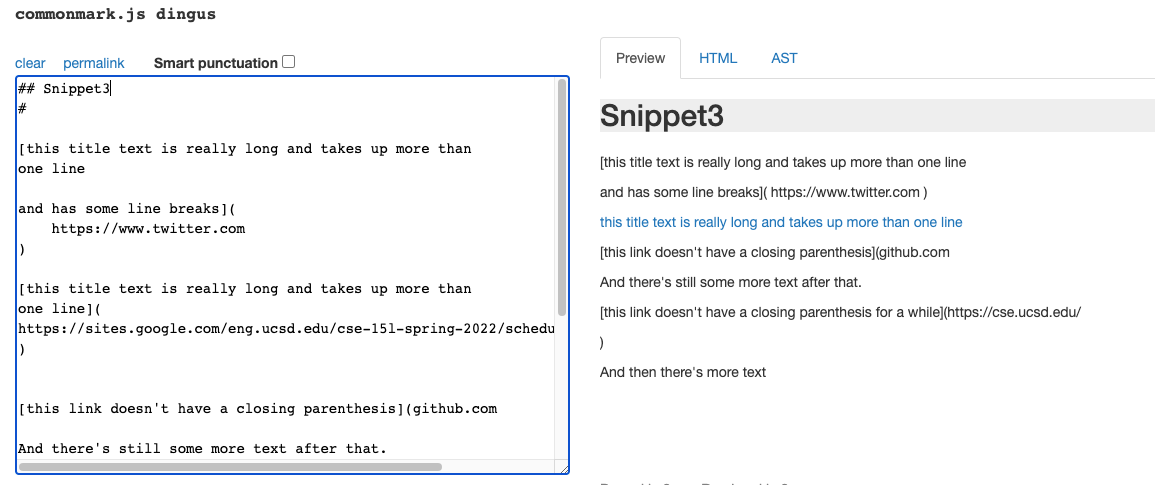 commonmark.js dingus
clear permalink Smart punctuation
## Snippet3
#
[this title text is really long and takes up more than
one line
and has some line breaks](
https://www.twitter.com
)
[this title text is really long and takes up more than
one line](
https://sites.google.com/eng.ucsd.edu/cse-15l-spring-2022/schedu
)
[this link doesn't have a closing parenthesis](github.com
And there's still some more text after that.
Preview HTML AST
Snippet3
[this title text is really long and takes up more than one line
and has some line breaks]( https://www.twitter.com )
this title text is really long and takes up more than one line
[this link doesn't have a closing parenthesis](github.com
And there's still some more text after that.
[this link doesn't have a closing parenthesis for a while](https://cse.ucsd.edu/
)
And then there's more text